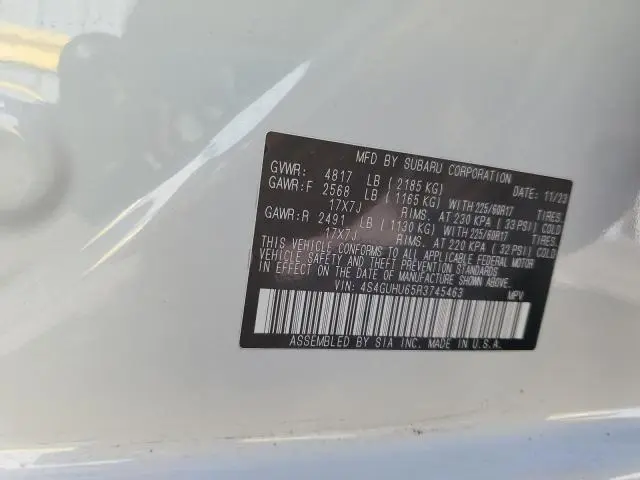 MFD BY SUBARU CORPORATION DATE: 11/23
GVWR: 4817 LB (2185 KG)
GAWR:F 2568 LB (1165 KG) WITH 225/60R17 TIRES,
17X7J RIMS. AT 230 KPA (33 PSI) COLD
GAWR:R 2491 LB (1130 KG) WITH 225/60R17 TIRES,
17X7J RIMS. AT 220 KPA (32 PSI) COLD
THIS VEHICLE CONFORMS TO ALL APPLICABLE FEDERAL MOTOR
VEHICLE SAFETY AND THEFT PREVENTION STANDARDS
IN EFFECT ON THE DATE OF MANUFACTURE SHOWN ABOVE.
VIN: 4S4GUHU65R3745463 MPV
ASSEMBLED BY SIA INC. MADE IN U.S.A.